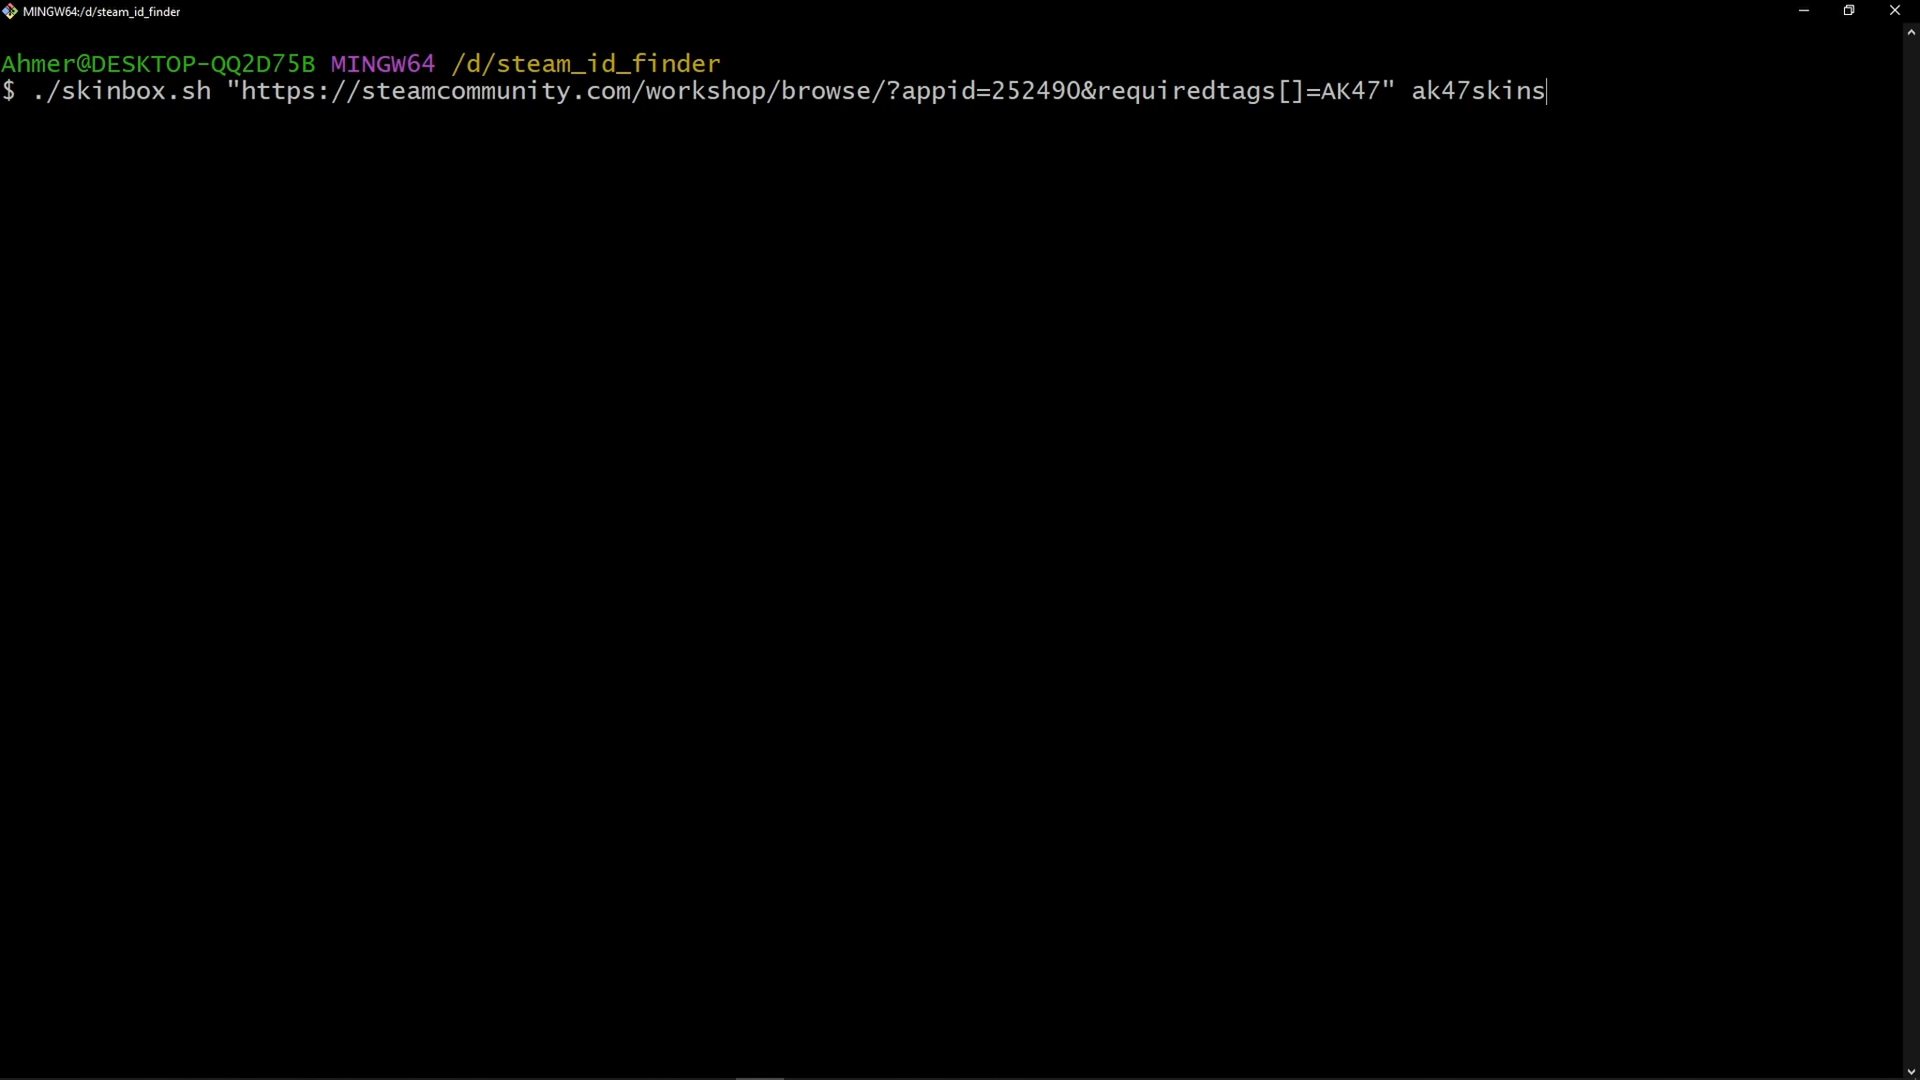 MINGW64:/d/steam_id_finder
Ahmer@DESKTOP-QQ2D75B MINGW64 /d/steam_id_finder
$ ./skinbox.sh "https://steamcommunity.com/workshop/browse/?appid=252490&requiredtags[]=AK47" ak47skins